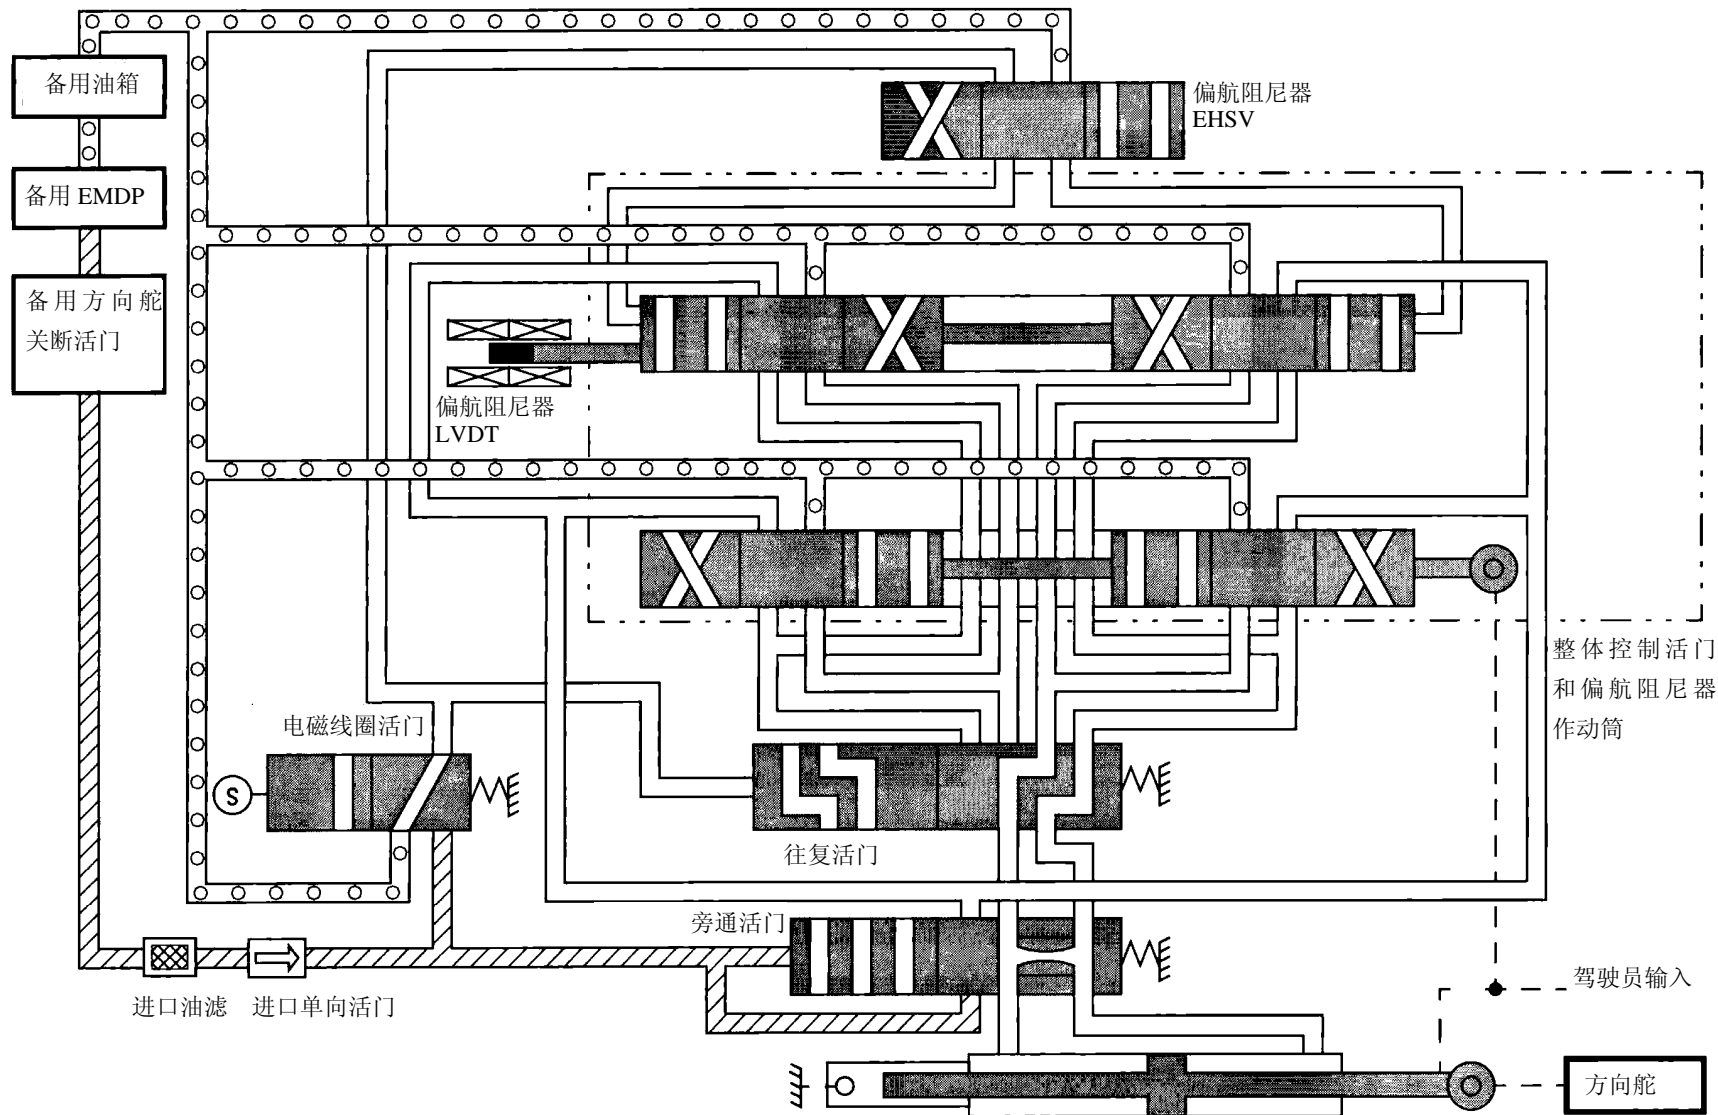 备用油箱
偏航阻尼器
EHSV
备用 EMDP
备用方向舵
关断活门
偏航阻尼器
LVDT
整体控制活门
和偏航阻尼器
作动筒
电磁线圈活门
S
往复活门
旁通活门
进口油滤
进口单向活门
驾驶员输入
方向舵